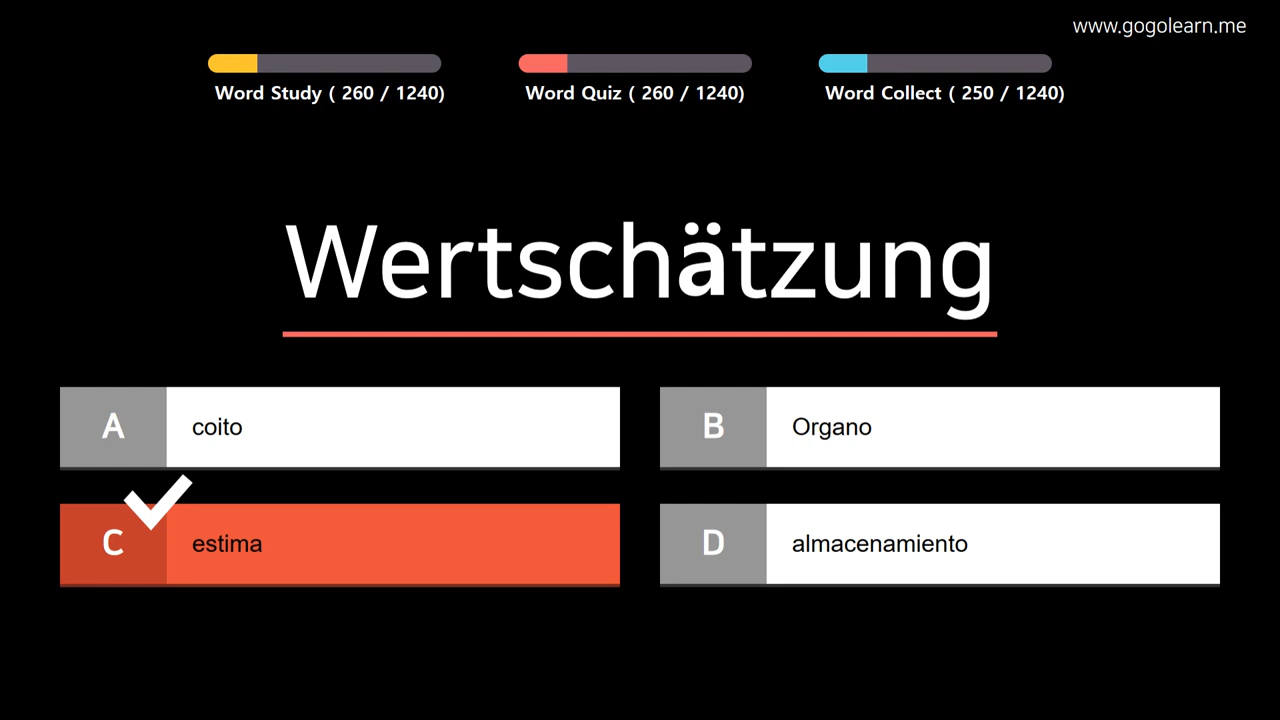 www.gogolearn.me
Word Study ( 260 / 1240)
Word Quiz ( 260 / 1240)
Word Collect ( 250 / 1240)
Wertschätzung
A coito
B Organo
C estima
D almacenamiento